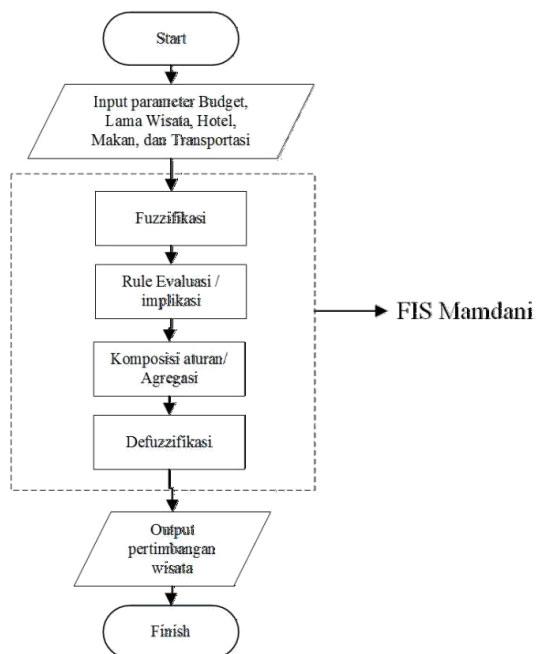 Start
Input parameter Budget,
Lama Wisata, Hotel,
Makan, dan Transportasi
Fuzzifikasi
Rule Evaluasi /
implikasi
FIS Mamdani
Komposisi aturan/
Agregasi
Defuzzifikasi
Output
pertimbangan
wisata
Finish